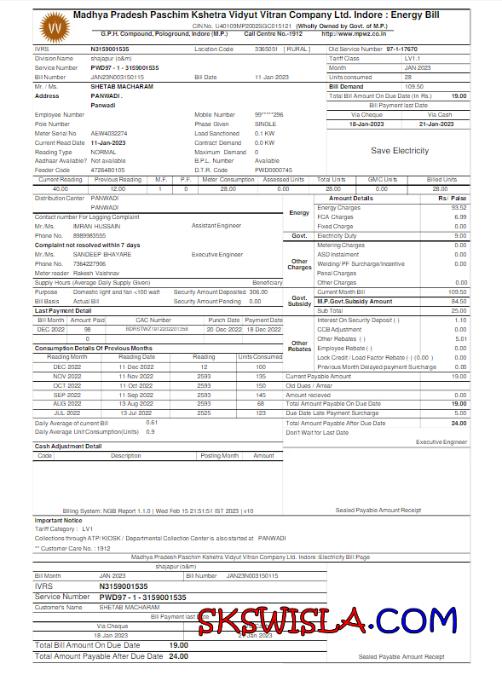 Madhya Pradesh Paschim Kshetra Vidyut Vitran Company Ltd. Indore : Energy Bill
(Wholly Owned by Govt. of M.P.)
G.P.H. Compound, Pologround, Indore (M.P.) Call Centre No.-1912 http://www.mpwz.co.in
IVRS N3159001535 Location Code 3365051 [ RURAL ] Old Service Number 97-1-17670
Division Name shajapur (o&m) Tariff Class LV1.1
Service Number PWD97 - 1 - 3159001535 Month JAN 2023
Bill Number JAN23N003150115 Bill Date 11 Jan 2023 Units consumed 28
Mr. / Ms. SHETAB MACHARAM Bill Demand 109.50
Address PANWADI . Total Bill Amount On Due Date (In Rs.) 19.00
Panwadi Bill Payment last Date
Employee Number Mobile Number 99*****296 Via Cheque Via Cash
Pole Number Phase Given SINGLE 18-Jan-2023 21-Jan-2023
Meter Serial No AEW4032274 Load Sanctioned 0.1 KW
Current Read Date 11-Jan-2023 Contract Demand 0.0 KW
Reading Type NORMAL Maximum Demand 0 Save Electricity
Aadhaar Available? Not available B.P.L. Number Available
Feeder Code 4726480105 D.T.R. Code PWD0000745
Current Reading Previous Reading M.F. P.F. Meter Consumption Assessed Units Total Units GMC Units Billed Units
40.00 12.00 1 0 28.00 0.00 28.00 0.00 28.00
Distribution Center PANWADI Amount Details Rs/ Paisa
PANWADI Energy Energy Charges 93.52
Contact number For Logging Complaint FCA Charges 6.99
Mr./Ms. IMRAN HUSSAIN Assistant Engineer Fixed Charge 0.00
Phone No. 8989983555 Govt. Electricity Duty 9.00
Complaint not resolved within 7 days Other Charges Metering Charges 0.00
Mr./Ms. SANDEEP BHAYARE Executive Engineer ASD Instalment 0.00
Phone No. 7364227906 Welding/ PF Surcharge/Incentive 0.00
Meter reader Rakesh Vaishnav Penal Charges
Supply Hours (Average Daily Supply Given) Beneficiary Other Charges 0.00
Purpose Domestic light and fan <100 watt Security Amount Deposited 306.00 Govt. Subsidy Current Month Bill 109.50
Bill Basis Actual Bill Security Amount Pending 0.00 M.P.Govt.Subsidy Amount 84.50
Last Payment Detail Sub Total 25.00
Bill Month Amount Paid CAC Number Punch Date Payment Date Other Rebates Interest On Security Deposit (-) 1.10
DEC 2022 98 20 Dec 2022 19 Dec 2022 CCB Adjustment 0.00
0 Other Rebates (-) 5.01
Consumption Details Of Previous Months Employee Rebate (-) 0.00
Reading Month Reading Date Reading Units Consumed Lock Credit / Load Factor Rebate (-) (0.00 ) 0.00
DEC 2022 11 Dec 2022 12 100 Previous Month Delayed payment Surcharge 0.00
NOV 2022 11 Nov 2022 2593 135 Current Payable Amount 19.00
OCT 2022 11 Oct 2022 2593 150 Old Dues / Arrear
SEP 2022 11 Sep 2022 2593 145 Amount recieved 0.00
AUG 2022 13 Aug 2022 2593 68 Total Amount Payable On Due Date 19.00
JUL 2022 13 Jul 2022 2525 123 Due Date Late Payment Surcharge 5.00
Daily Average of current Bill 0.61 Total Amount Payable After Due Date 24.00
Daily Average Unit Consumption(Units) 0.9 Don't Wait for Last Date
Executive Engineer
Cash Adjustment Detail
Code Description Posting Month Amount
Billing System: NGB Report 1.1.0 | Wed Feb 15 21:51:51 IST 2023 | v10 Sealed Payable Amount Receipt
Important Notice
Tariff Category : LV1
Collections through ATP/ KIOSK / Departmental Collection Center is also started at PANWADI
** Customer Care No. : 1912
Madhya Pradesh Paschim Kshetra Vidyut Vitran Company Ltd. Indore :Electricity Bill Page
shajapur (o&m)
Bill Month JAN 2023 Bill Number JAN23N003150115
IVRS N3159001535
Service Number PWD97 - 1 - 3159001535
Customer's Name SHETAB MACHARAM
Bill Payment last Date
Via Cheque
18 Jan 2023 21 Jan 2023
SKSWISLA.COM
Total Bill Amount On Due Date 19.00
Total Amount Payable After Due Date 24.00 Sealed Payable Amount Receipt